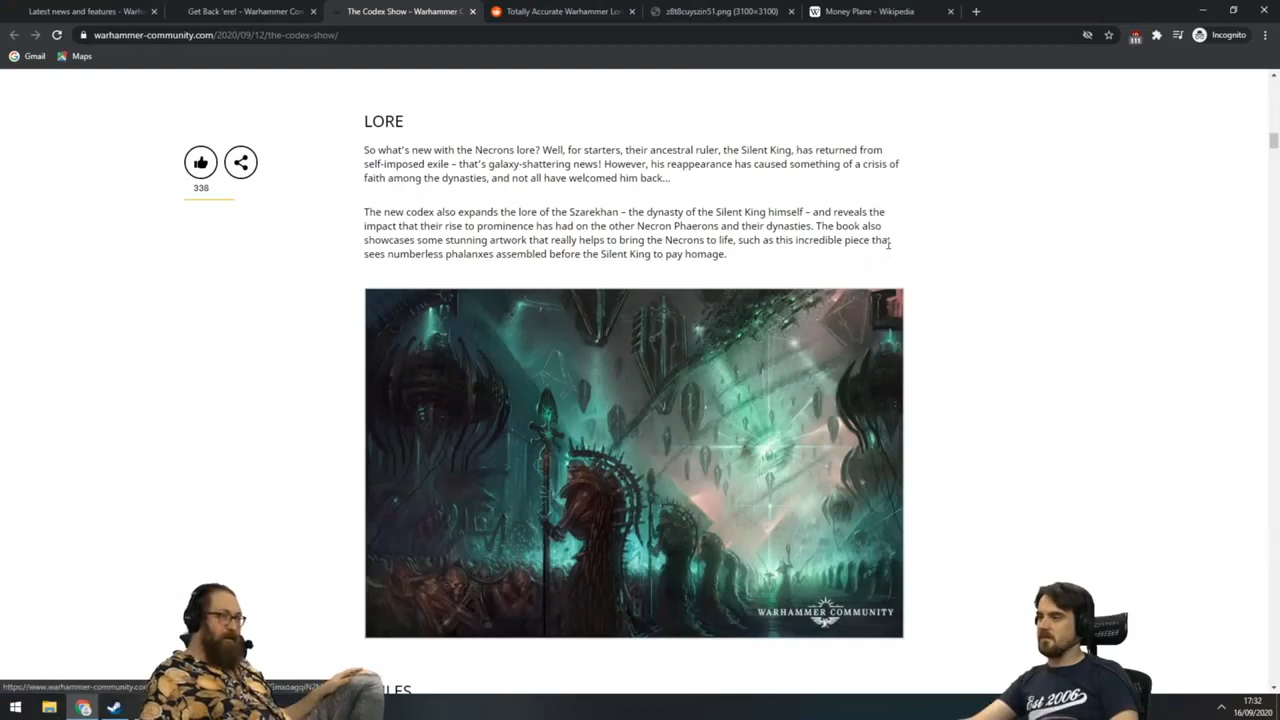 Latest news and features - Warh
Get Back 'ere! - Warhammer Co
The Codex Show - Warhammer C
Totally Accurate Warhammer Lor
z8t8cuyszin51.png (3100×3100)
Money Plane - Wikipedia
warhammer-community.com/2020/09/12/the-codex-show/
Incognito
Gmail
Maps
LORE
So what's new with the Necrons lore? Well, for starters, their ancestral ruler, the Silent King, has returned from
self-imposed exile – that's galaxy-shattering news! However, his reappearance has caused something of a crisis of
faith among the dynasties, and not all have welcomed him back...
338
The new codex also expands the lore of the Szarekhan – the dynasty of the Silent King himself – and reveals the
impact that their rise to prominence has had on the other Necron Phaerons and their dynasties. The book also
showcases some stunning artwork that really helps to bring the Necrons to life, such as this incredible piece that
sees numberless phalanxes assembled before the Silent King to pay homage.
WARHAMMER COMMUNITY
https://www.warhammer-community.com
Est 2006
17:32
16/09/2020